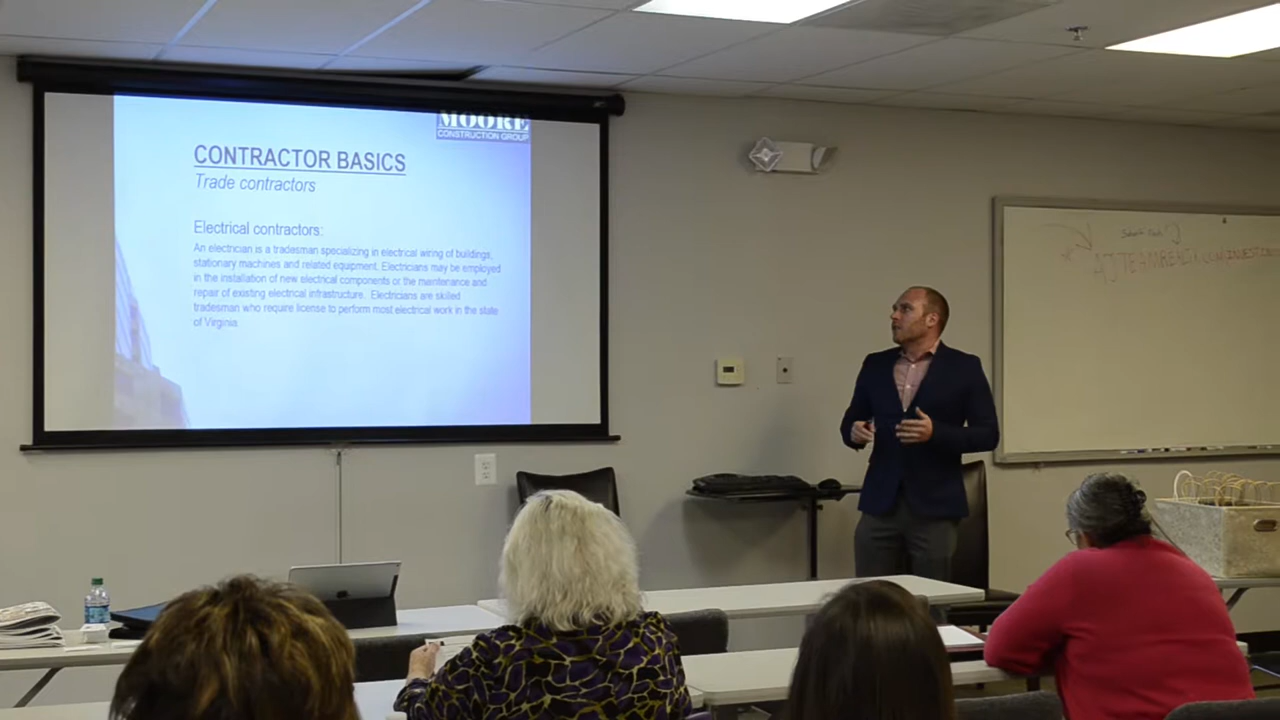 MOORE
CONSTRUCTION GROUP
CONTRACTOR BASICS
Trade contractors
Electrical contractors:
An electrician is a tradesman specializing in electrical wiring of buildings,
stationary machines and related equipment. Electricians may be employed
in the installation of new electrical components or the maintenance and
repair of existing electrical infrastructure. Electricians are skilled
tradesman who require license to perform most electrical work in the state
of Virginia.